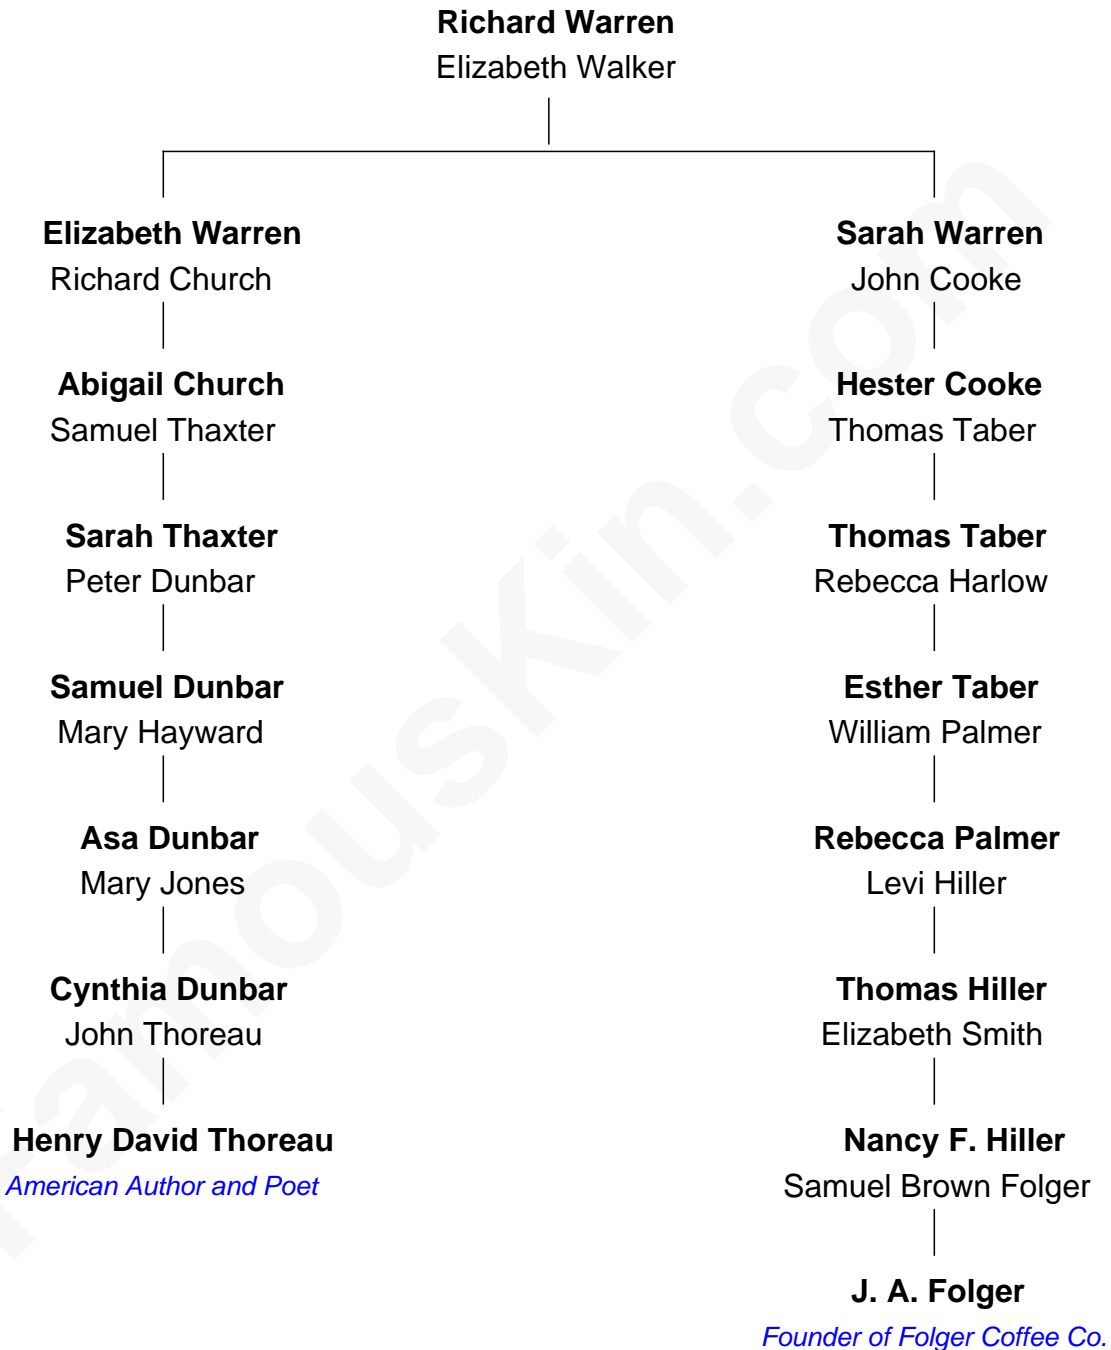 Richard Warren
Elizabeth Walker
Elizabeth Warren
Richard Church
Abigail Church
Samuel Thaxter
Sarah Thaxter
Peter Dunbar
Samuel Dunbar
Mary Hayward
Asa Dunbar
Mary Jones
Cynthia Dunbar
John Thoreau
Henry David Thoreau
American Author and Poet
Sarah Warren
John Cooke
Hester Cooke
Thomas Taber
Thomas Taber
Rebecca Harlow
Esther Taber
William Palmer
Rebecca Palmer
Levi Hiller
Thomas Hiller
Elizabeth Smith
Nancy F. Hiller
Samuel Brown Folger
J. A. Folger
Founder of Folger Coffee Co.
FamousKin.com